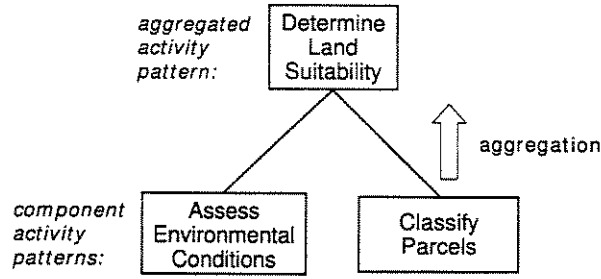 aggregated
activity
pattern:
Determine
Land
Suitability
aggregation
component
activity
patterns:
Assess
Environmental
Conditions
Classify
Parcels